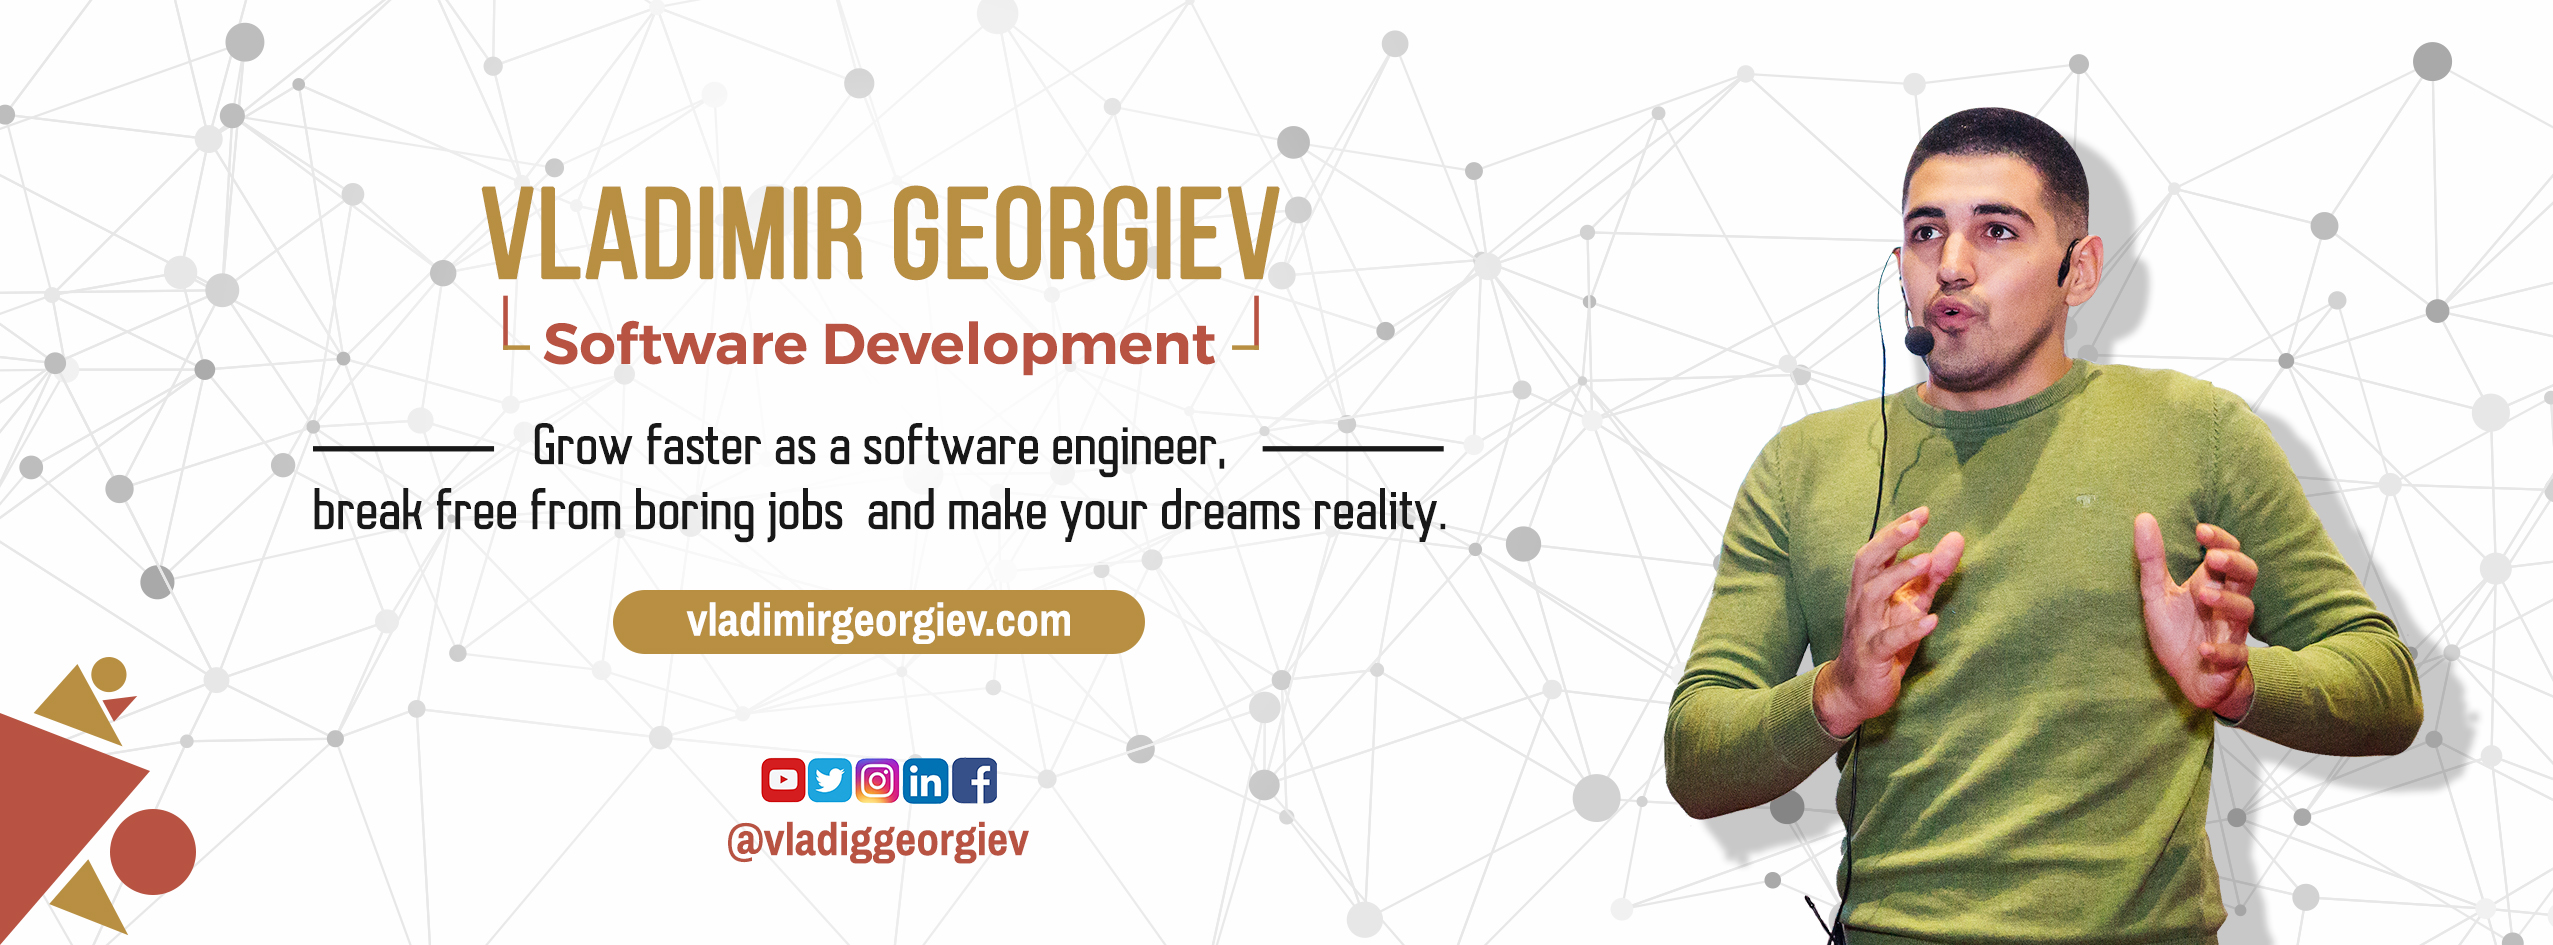 VLADIMIR GEORGIEV
Software Development
Grow faster as a software engineer,
break free from boring jobs and make your dreams reality.
vladimirgeorgiev.com
in f
@vladiggeorgiev